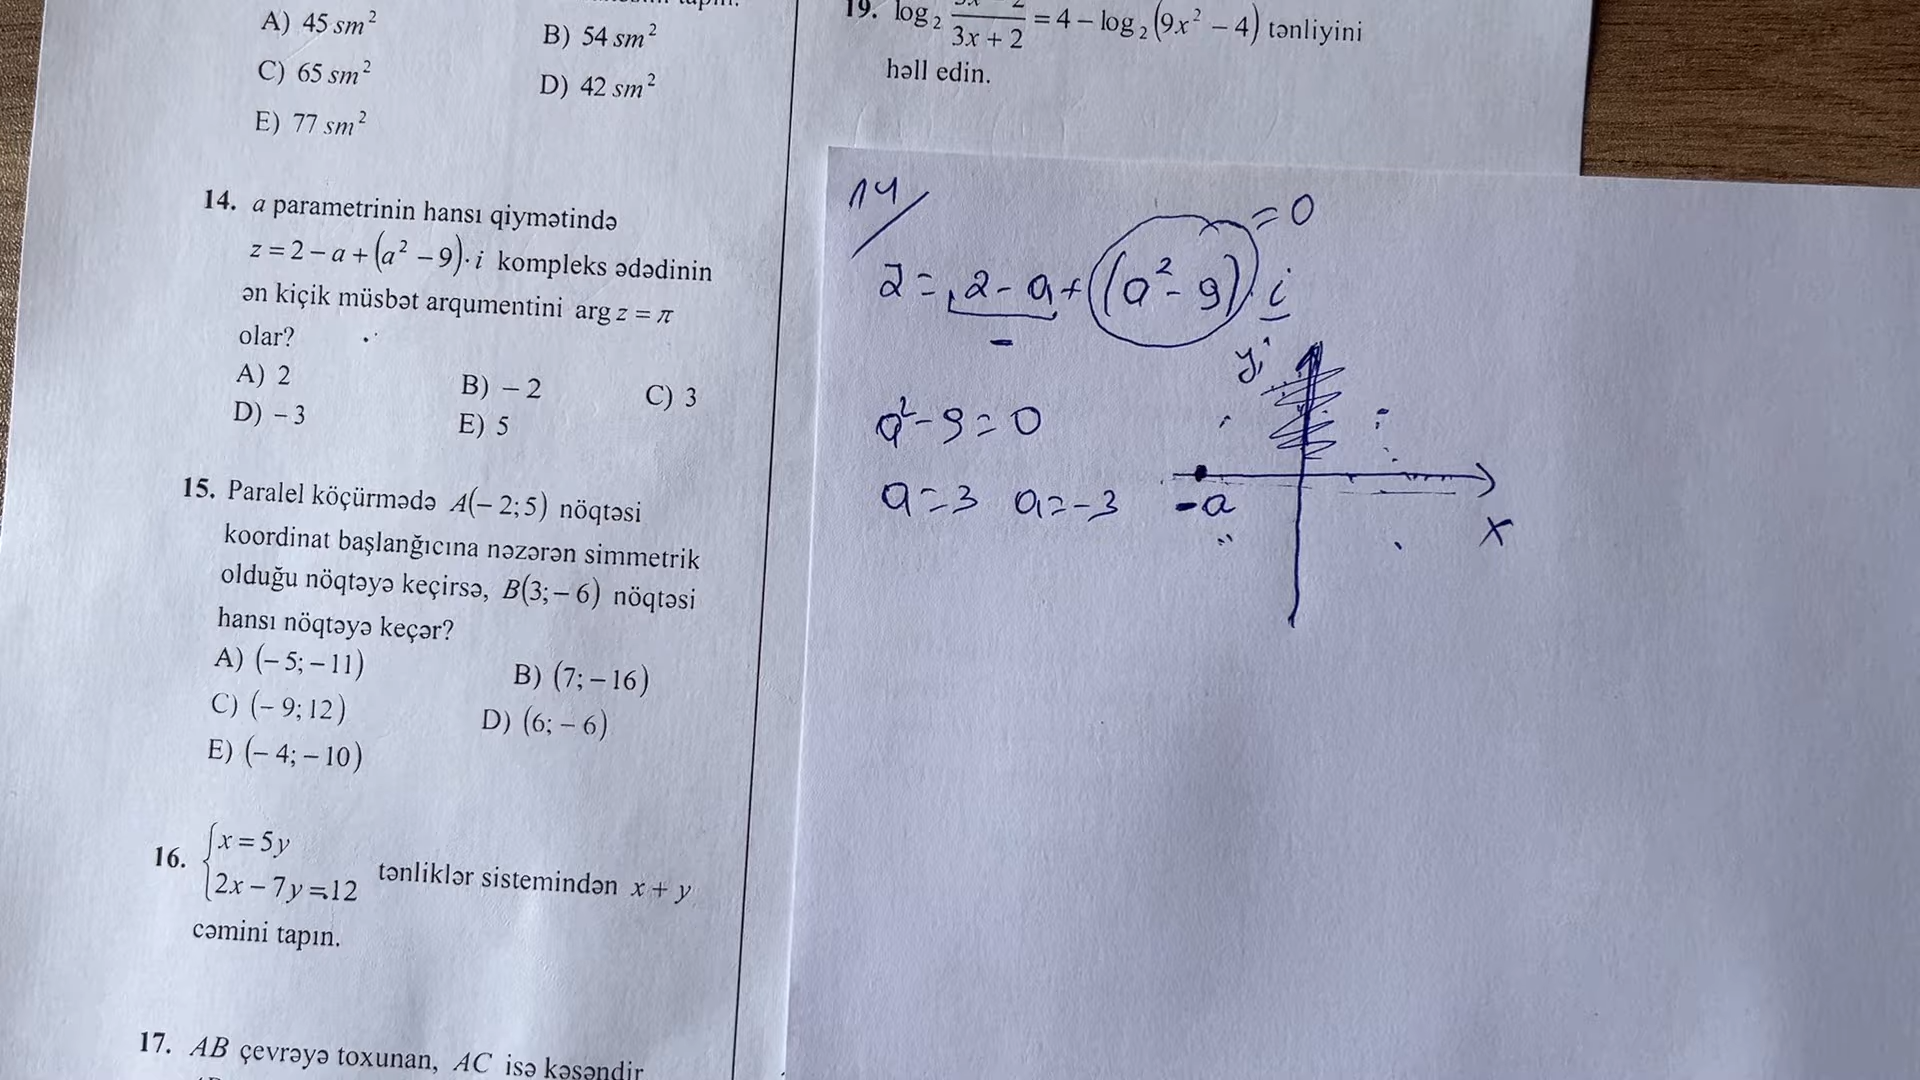 A) 45 sm²
B) 54 sm²
C) 65 sm²
D) 42 sm²
E) 77 sm²
14. a parametrinin hansı qiymətində
z = 2 – a + (a² – 9)· i kompleks ədədinin
ən kiçik müsbət arqumentini arg z = π
olar?
A) 2
B) – 2
C) 3
D) – 3
E) 5
15. Paralel köçürmədə A(– 2; 5) nöqtəsi
koordinat başlanğıcına nəzərən simmetrik
olduğu nöqtəyə keçirsə, B(3; – 6) nöqtəsi
hansı nöqtəyə keçər?
A) (– 5; – 11)
B) (7; – 16)
C) (– 9; 12)
D) (6; – 6)
E) (– 4; – 10)
16. {x = 5y
2x – 7y = 12 tənliklər sistemindən x + y
cəmini tapın.
17. AB çevrəyə toxunan, AC isə kəsəndir
19. log₂ /(3x + 2) = 4 – log₂(9x² – 4) tənliyini
həll edin.
14/
= 0
z = 2 - a + (a² - 9) · i
-
yi
a² - 9 = 0
a = 3 a = -3
-a
x